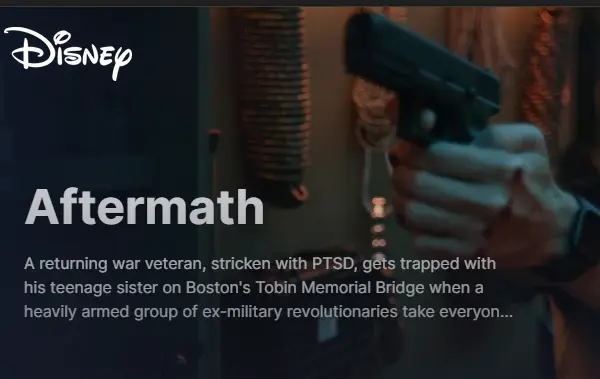 Disney
Aftermath
A returning war veteran, stricken with PTSD, gets trapped with
his teenage sister on Boston's Tobin Memorial Bridge when a
heavily armed group of ex-military revolutionaries take everyon...